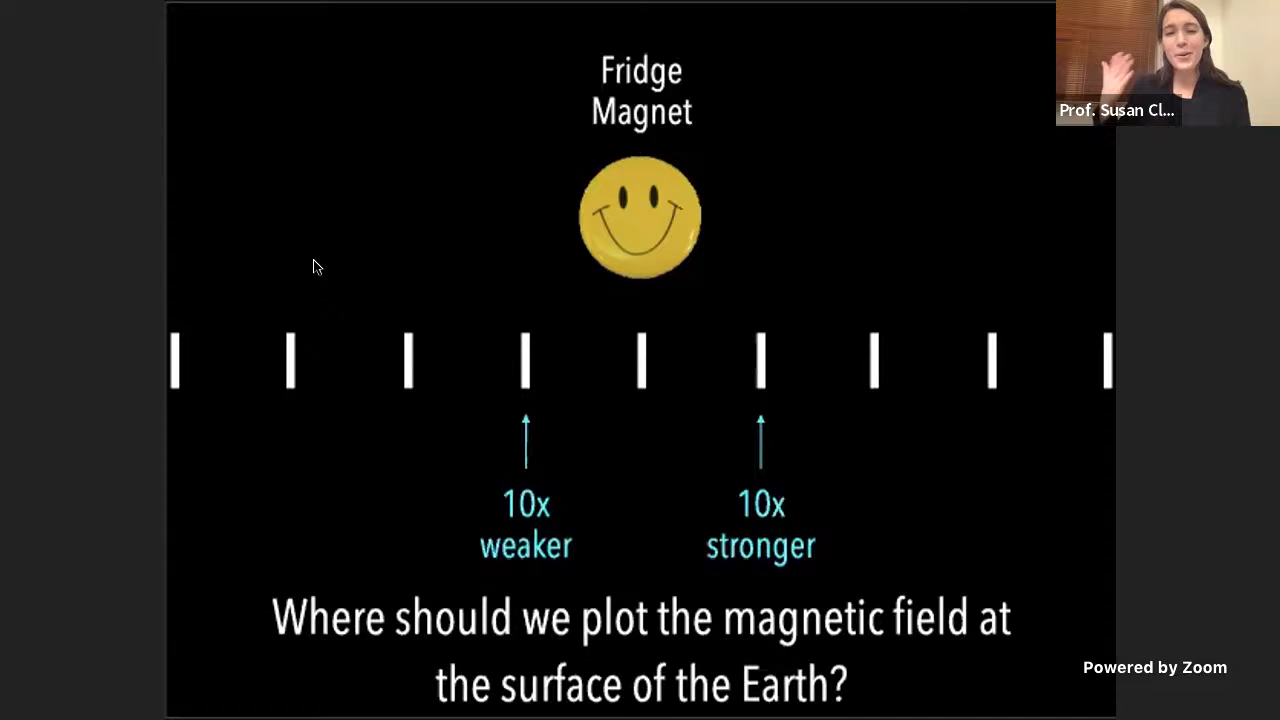 Fridge
Magnet
Prof. Susan Cl...
10x
weaker
10x
stronger
Where should we plot the magnetic field at
the surface of the Earth?
Powered by Zoom